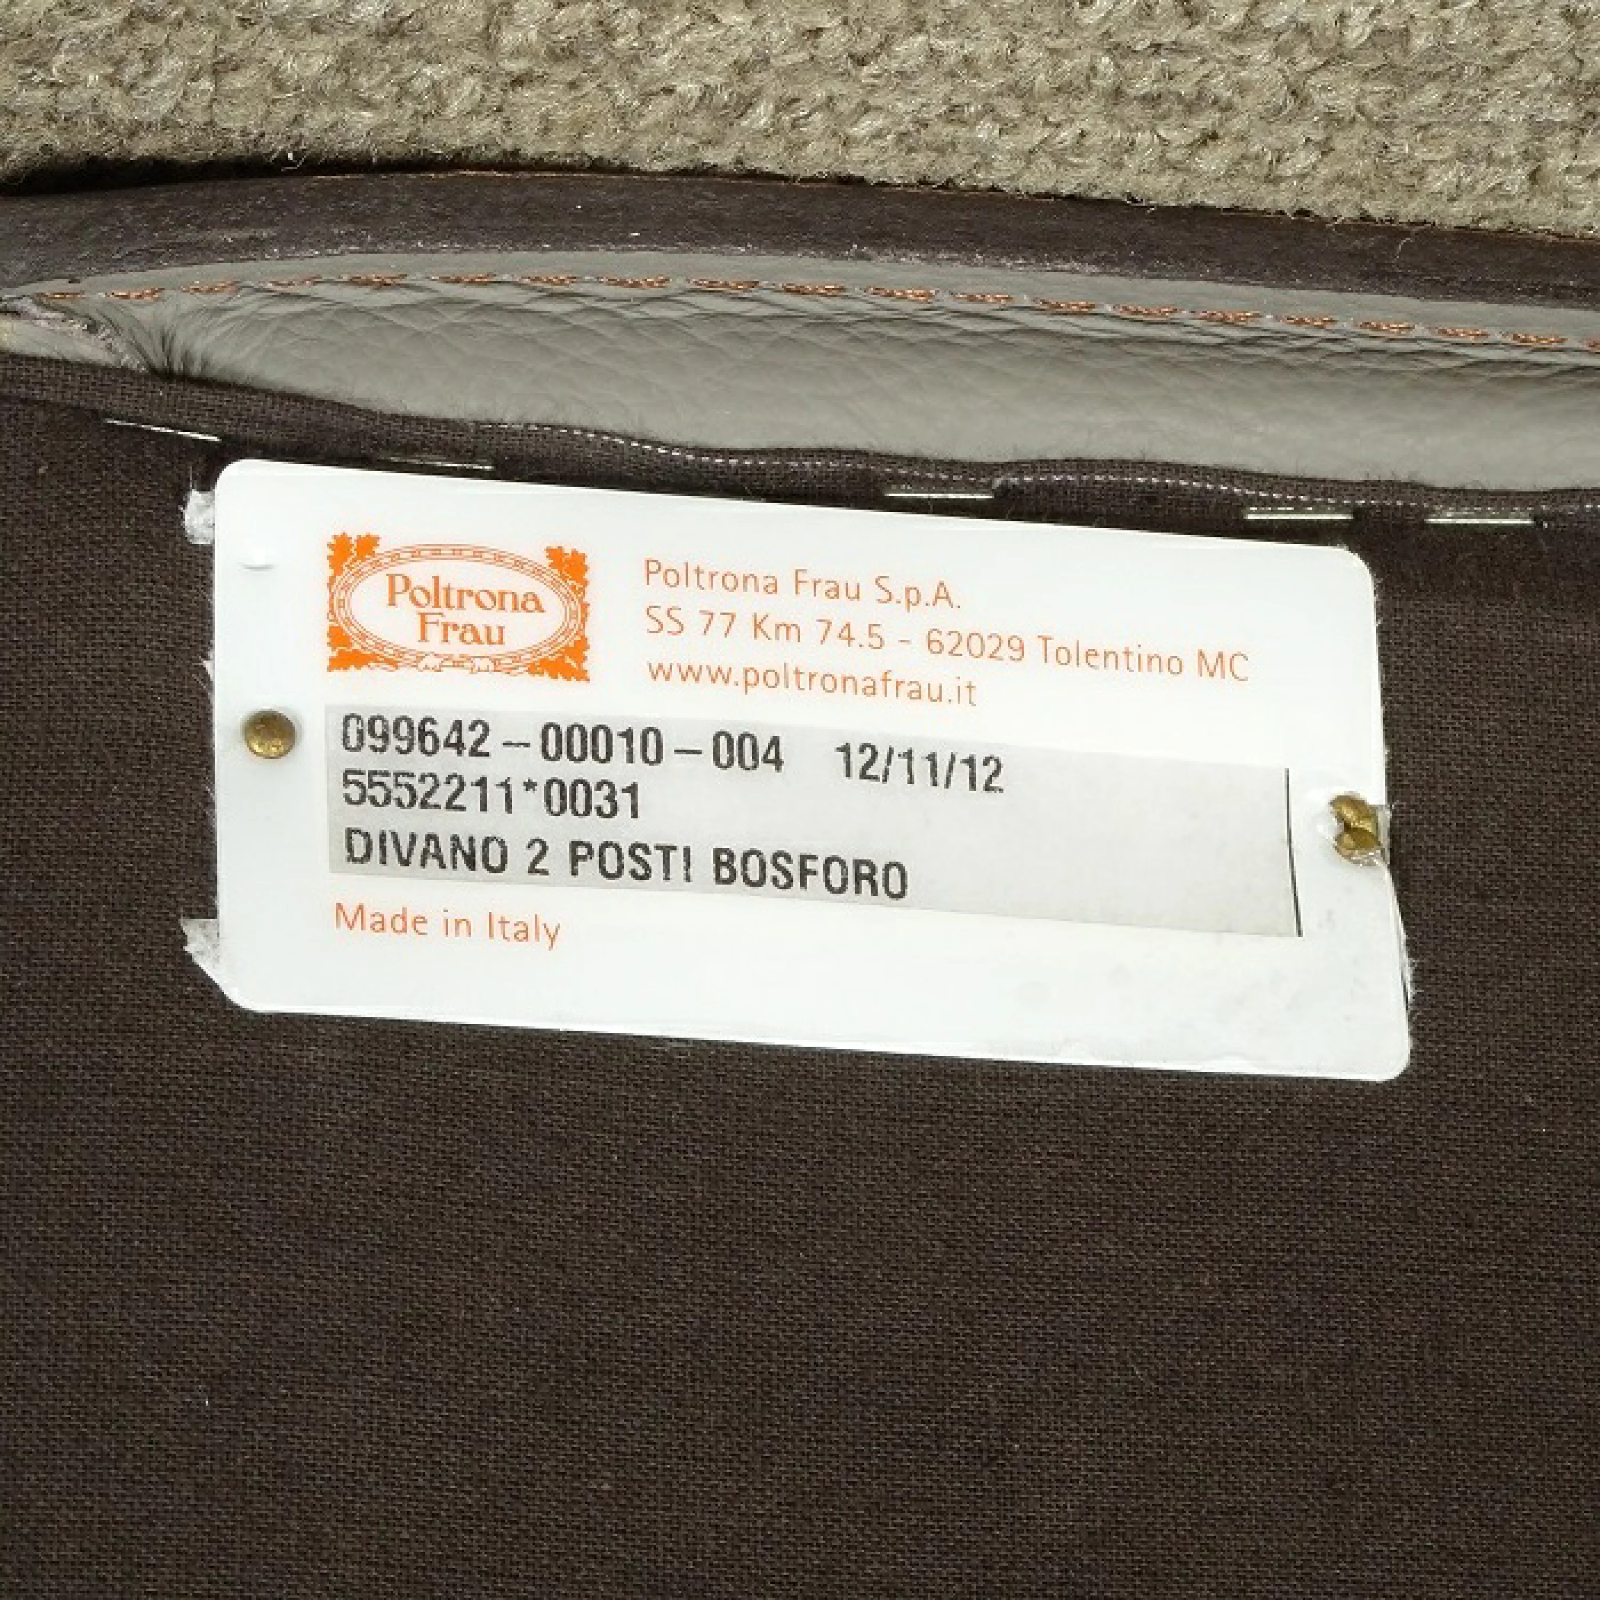 Poltrona
Frau
Poltrona Frau S.p.A.
SS 77 Km 74.5 - 62029 Tolentino MC
www.poltronafrau.it
099642-00010-004 12/11/12
5552211*0031
DIVANO 2 POSTI BOSFORO
Made in Italy